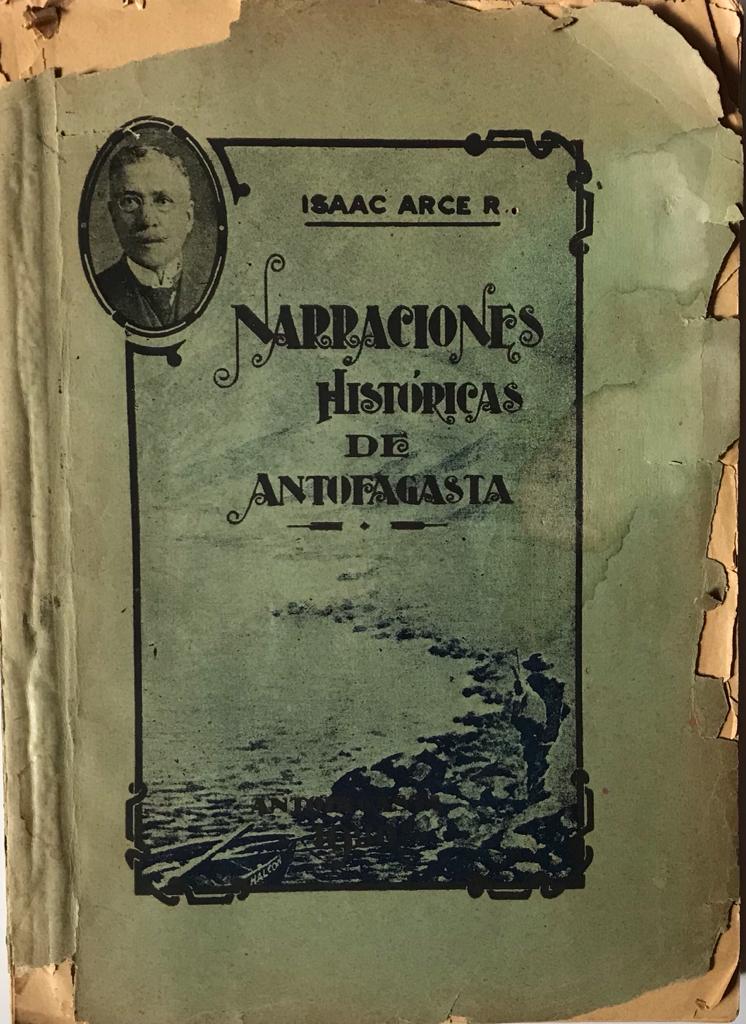 ISAAC ARCE R.
NARRACIONES
HISTÓRICAS
DE
ANTOFAGASTA
HALCON